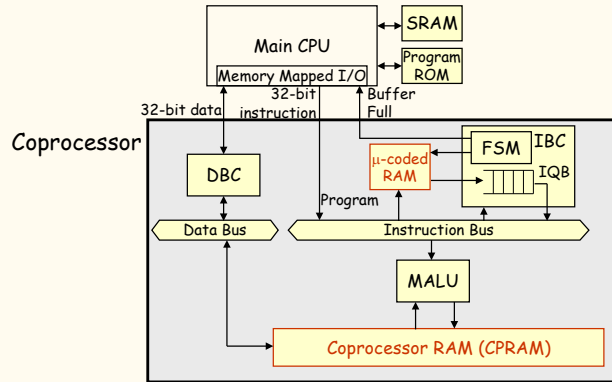 SRAM
Main CPU
Program
ROM
Memory Mapped I/O
32-bit data
32-bit
instruction
Buffer
Full
Coprocessor
FSM
IBC
μ-coded
RAM
IQB
DBC
Program
Data Bus
Instruction Bus
MALU
Coprocessor RAM (CPRAM)